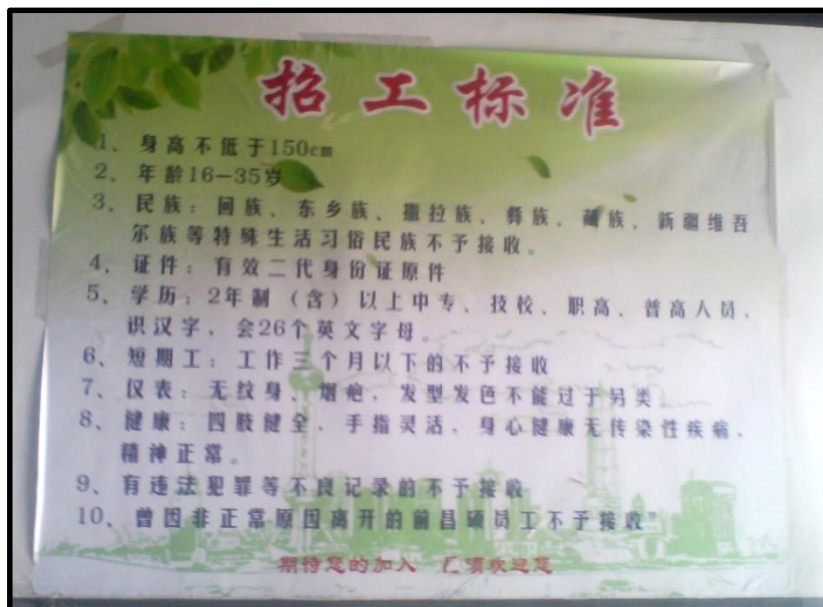 招工标准
1、身高不低于150cm
2、年龄16—35岁
3、民族：回族、东乡族、撒拉族、彝族、藏族、新疆维吾
尔族等特殊生活习俗民族不予接收。
4、证件：有效二代身份证原件
5、学历：2年制（含）以上中专、技校、职高、普高人员，
识汉字，会26个英文字母。
6、短期工：工作三个月以下的不予接收
7、仪表：无纹身、烟疤，发型发色不能过于另类。
8、健康：四肢健全，手指灵活，身心健康无传染性疾病，
精神正常。
9、有违法犯罪等不良记录的不予接收
10、曾因非正常原因离开的前昌硕员工不予接收
期待您的加入 硕欢迎您